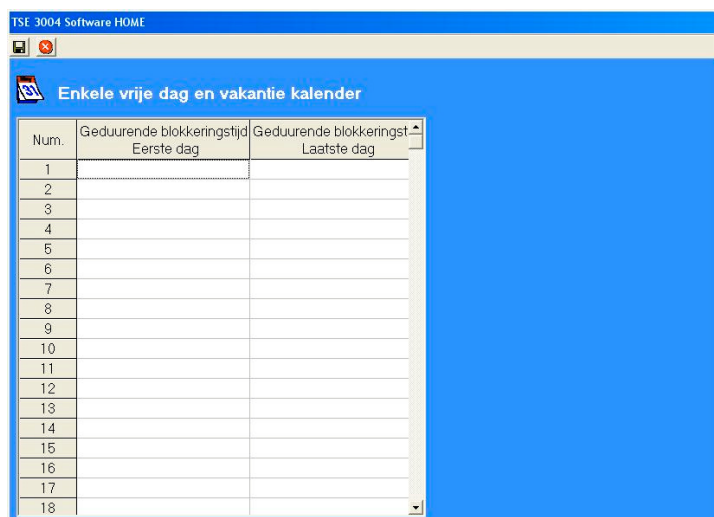 TSE 3004 Software HOME
31
Enkele vrije dag en vakantie kalender
Num.
Geduurende blokkeringstijd
Eerste dag
Geduurende blokkeringst
Laatste dag
1
2
3
4
5
6
7
8
9
10
11
12
13
14
15
16
17
18